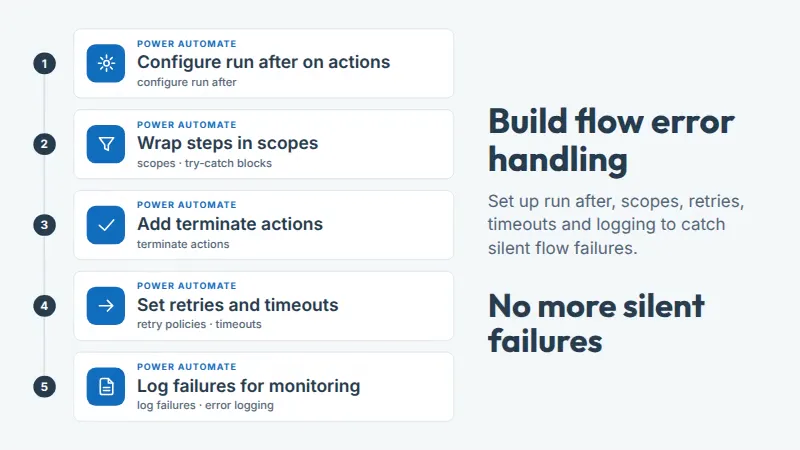 1
POWER AUTOMATE
Configure run after on actions
configure run after
2
POWER AUTOMATE
Wrap steps in scopes
scopes · try-catch blocks
3
POWER AUTOMATE
Add terminate actions
terminate actions
4
POWER AUTOMATE
Set retries and timeouts
retry policies · timeouts
5
POWER AUTOMATE
Log failures for monitoring
log failures · error logging
Build flow error
handling
Set up run after, scopes, retries,
timeouts and logging to catch
silent flow failures.
No more silent
failures